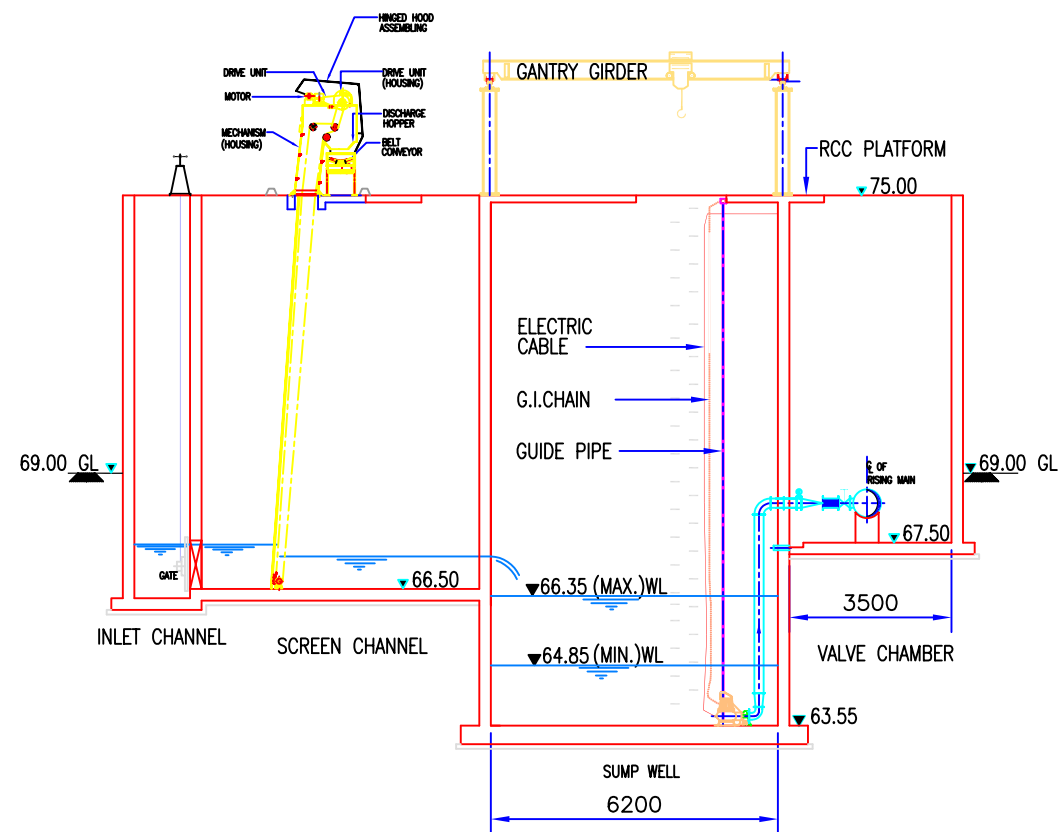 HINGED HOOD
ASSEMBLING
DRIVE UNIT
DRIVE UNIT
(HOUSING)
MOTOR
DISCHARGE
HOPPER
MECHANISM
(HOUSING)
BELT
CONVEYOR
GANTRY GIRDER
RCC PLATFORM
75.00
ELECTRIC
CABLE
G.I.CHAIN
GUIDE PIPE
69.00 GL
℄ OF
RISING MAIN
69.00 GL
67.50
GATE
66.50
66.35 (MAX.)WL
3500
INLET CHANNEL
SCREEN CHANNEL
64.85 (MIN.)WL
VALVE CHAMBER
63.55
SUMP WELL
6200